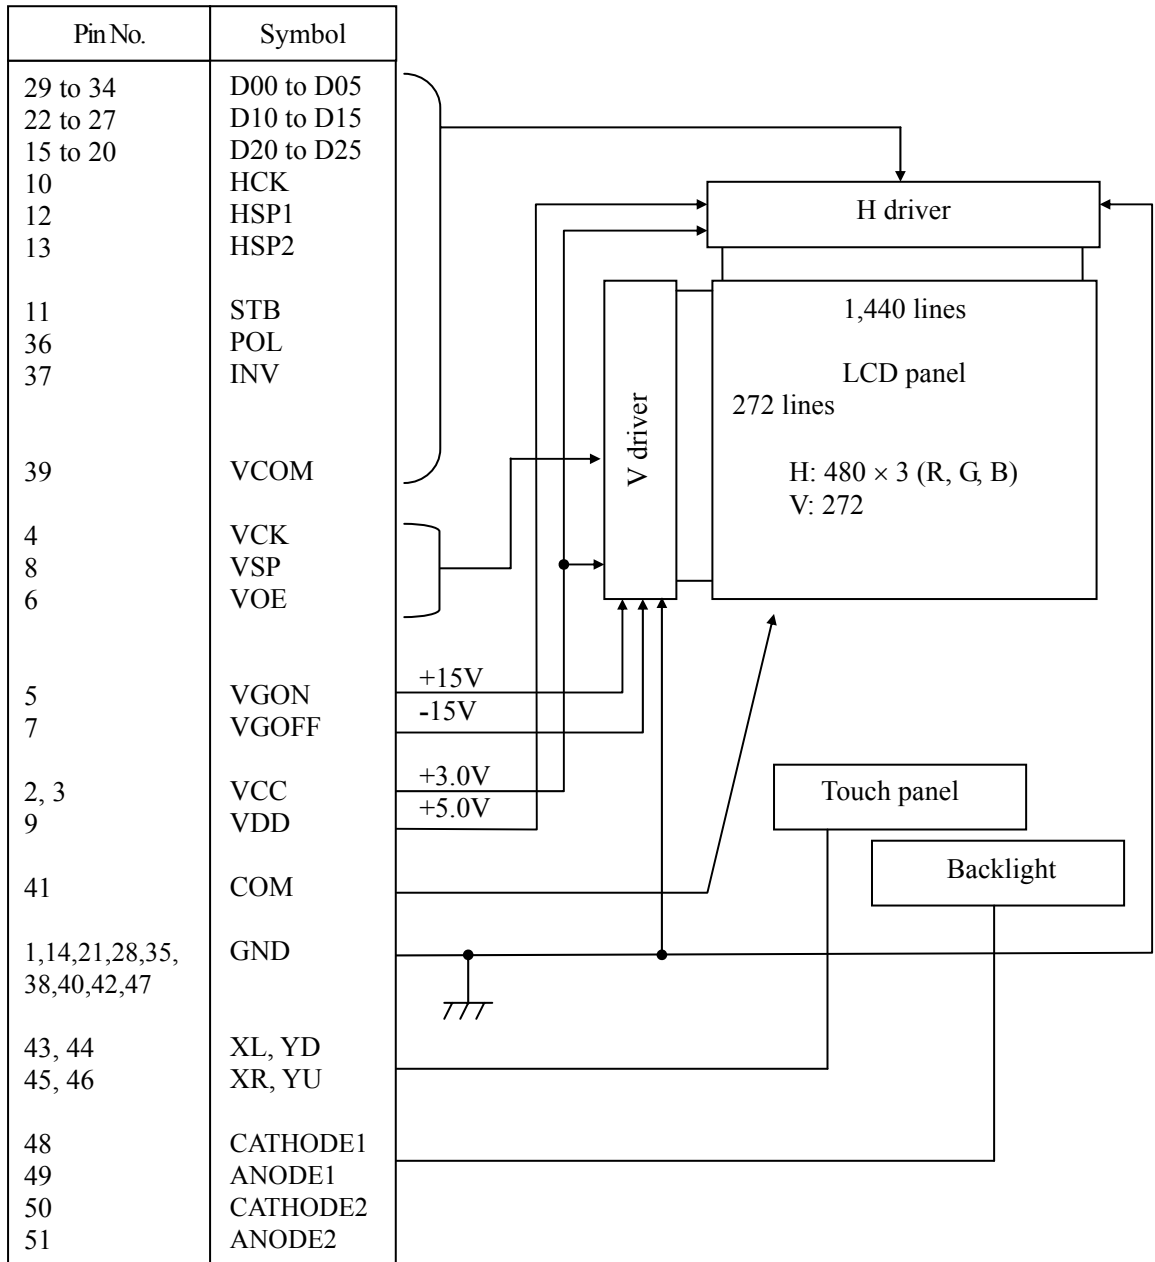 Pin No. Symbol
29 to 34 D00 to D05
22 to 27 D10 to D15
15 to 20 D20 to D25
10 HCK
12 HSP1
13 HSP2
11 STB
36 POL
37 INV
39 VCOM
4 VCK
8 VSP
6 VOE
5 VGON +15V
7 VGOFF -15V
2, 3 VCC +3.0V
9 VDD +5.0V
41 COM
1,14,21,28,35, GND
38,40,42,47
43, 44 XL, YD
45, 46 XR, YU
48 CATHODE1
49 ANODE1
50 CATHODE2
51 ANODE2
H driver
V driver
1,440 lines
LCD panel
272 lines
H: 480 × 3 (R, G, B)
V: 272
Touch panel
Backlight